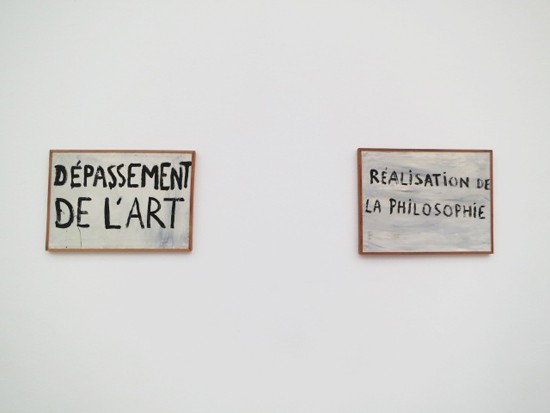 DÉPASSEMENT
DE L'ART
RÉALISATION DE
LA PHILOSOPHIE